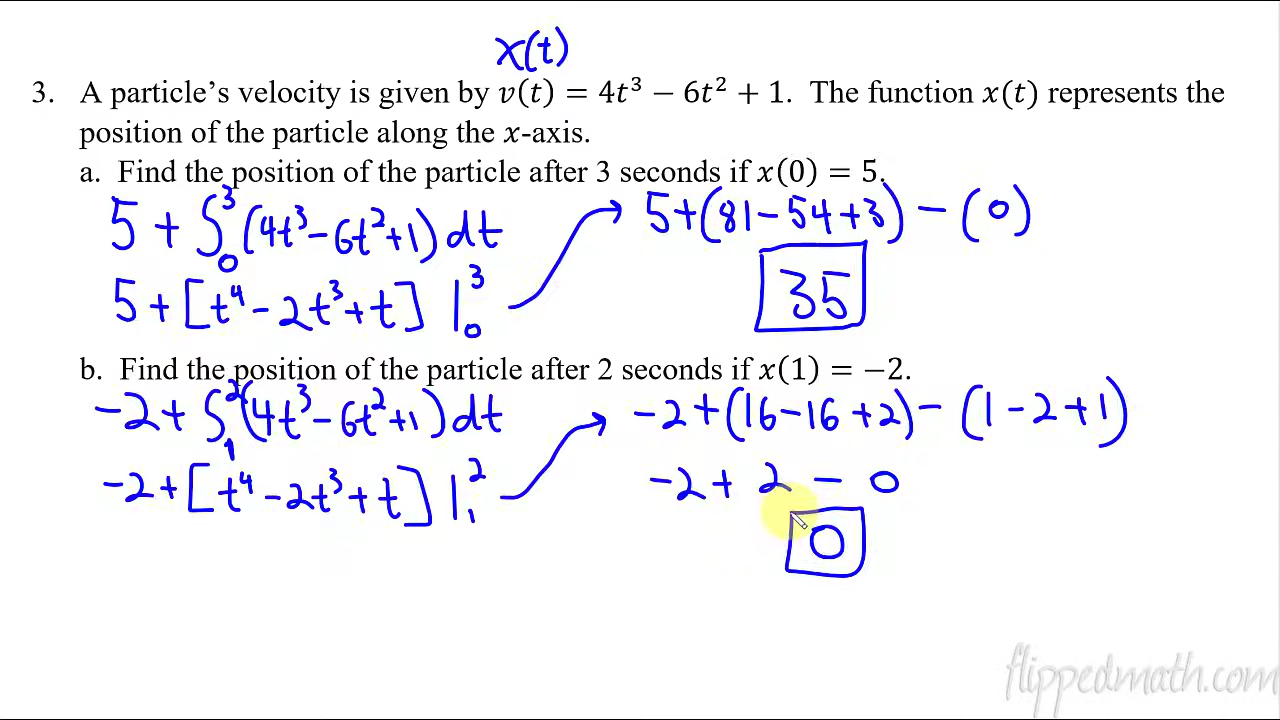 x(t)
3. A particle's velocity is given by v(t) = 4t³ − 6t² + 1. The function x(t) represents the
position of the particle along the x-axis.
a. Find the position of the particle after 3 seconds if x(0) = 5.
5 + ∫₀³ (4t³ − 6t² + 1) dt
5 + [t⁴ − 2t³ + t] |₀³
5 + (81 − 54 + 3) − (0)
35
b. Find the position of the particle after 2 seconds if x(1) = −2.
−2 + ∫₁² (4t³ − 6t² + 1) dt
−2 + [t⁴ − 2t³ + t] |₁²
−2 + (16 − 16 + 2) − (1 − 2 + 1)
−2 + 2 − 0
0
flippedmath.com